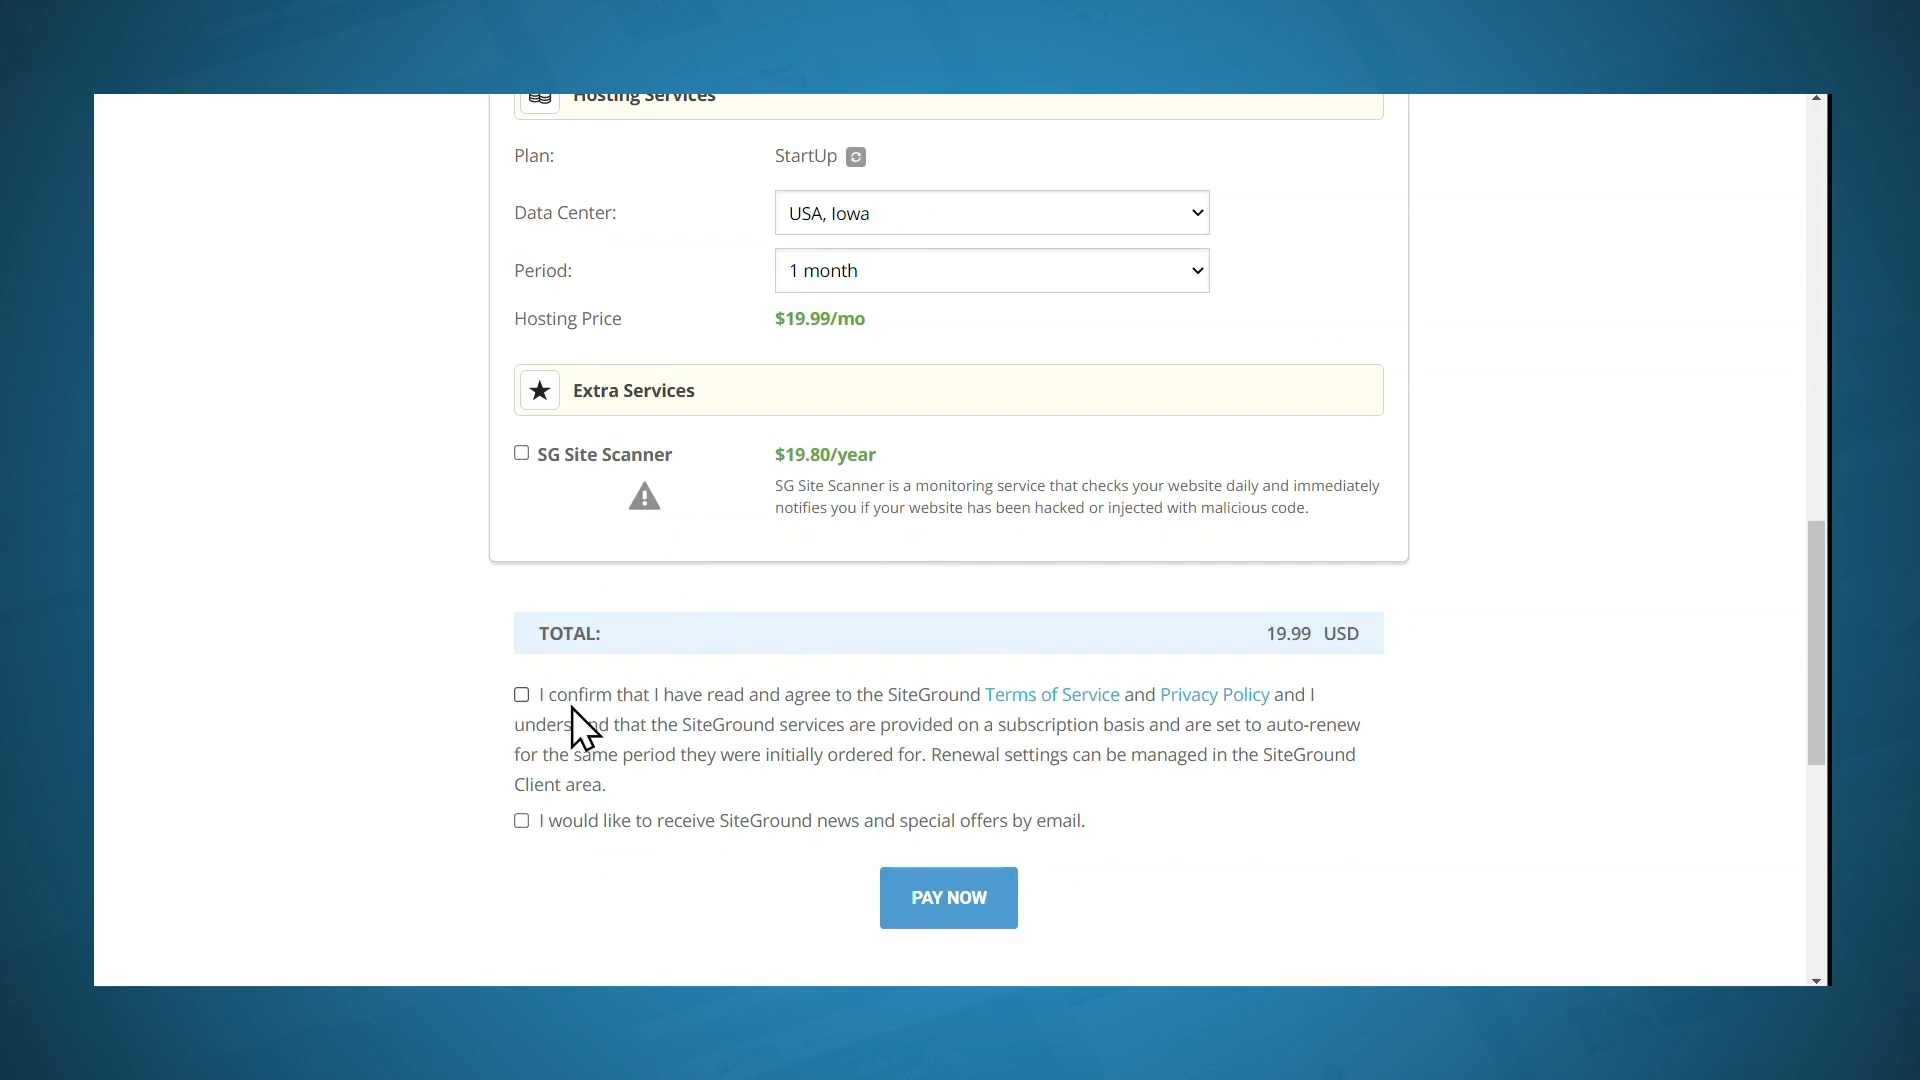 Hosting Services
Plan:
StartUp
Data Center:
USA, Iowa
Period:
1 month
Hosting Price
$19.99/mo
Extra Services
SG Site Scanner
$19.80/year
SG Site Scanner is a monitoring service that checks your website daily and immediately
notifies you if your website has been hacked or injected with malicious code.
TOTAL:
19.99 USD
I confirm that I have read and agree to the SiteGround Terms of Service and Privacy Policy and I
understand that the SiteGround services are provided on a subscription basis and are set to auto-renew
for the same period they were initially ordered for. Renewal settings can be managed in the SiteGround
Client area.
I would like to receive SiteGround news and special offers by email.
PAY NOW